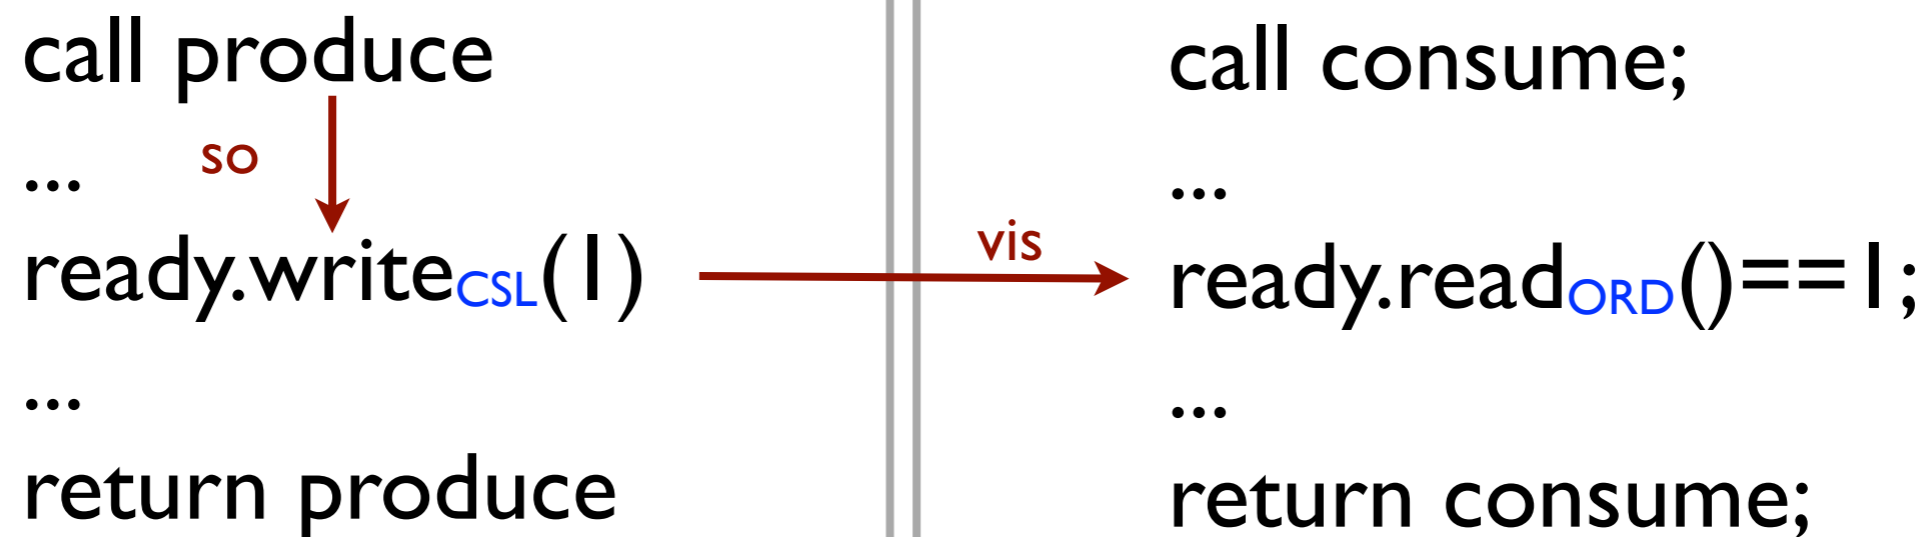 call produce
so
...
ready.writeCSL(1)
...
return produce
vis
call consume;
...
ready.readORD()==1;
...
return consume;